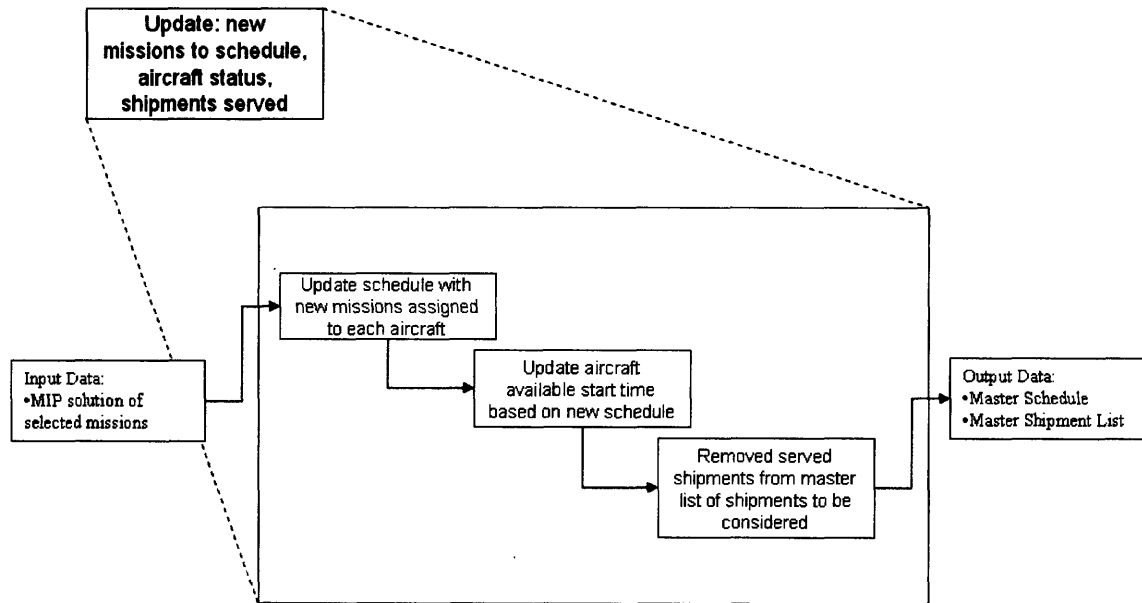 Update: new
missions to schedule,
aircraft status,
shipments served
Update schedule with
new missions assigned
to each aircraft
Update aircraft
available start time
based on new schedule
Input Data:
•MIP solution of
selected missions
Output Data:
•Master Schedule
•Master Shipment List
Removed served
shipments from master
list of shipments to be
considered